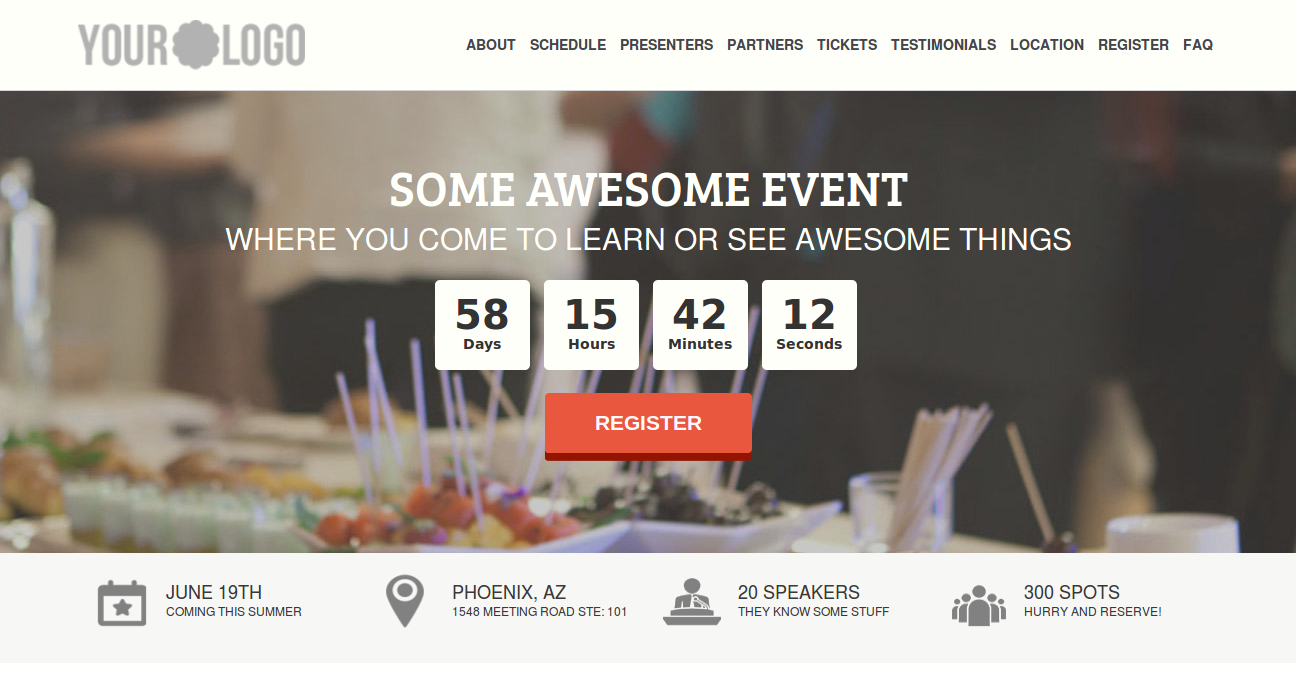 YOUR LOGO
ABOUT SCHEDULE PRESENTERS PARTNERS TICKETS TESTIMONIALS LOCATION REGISTER FAQ
SOME AWESOME EVENT
WHERE YOU COME TO LEARN OR SEE AWESOME THINGS
58 15 42 12
Days Hours Minutes Seconds
REGISTER
JUNE 19TH
COMING THIS SUMMER
PHOENIX, AZ
1548 MEETING ROAD STE: 101
20 SPEAKERS
THEY KNOW SOME STUFF
300 SPOTS
HURRY AND RESERVE!